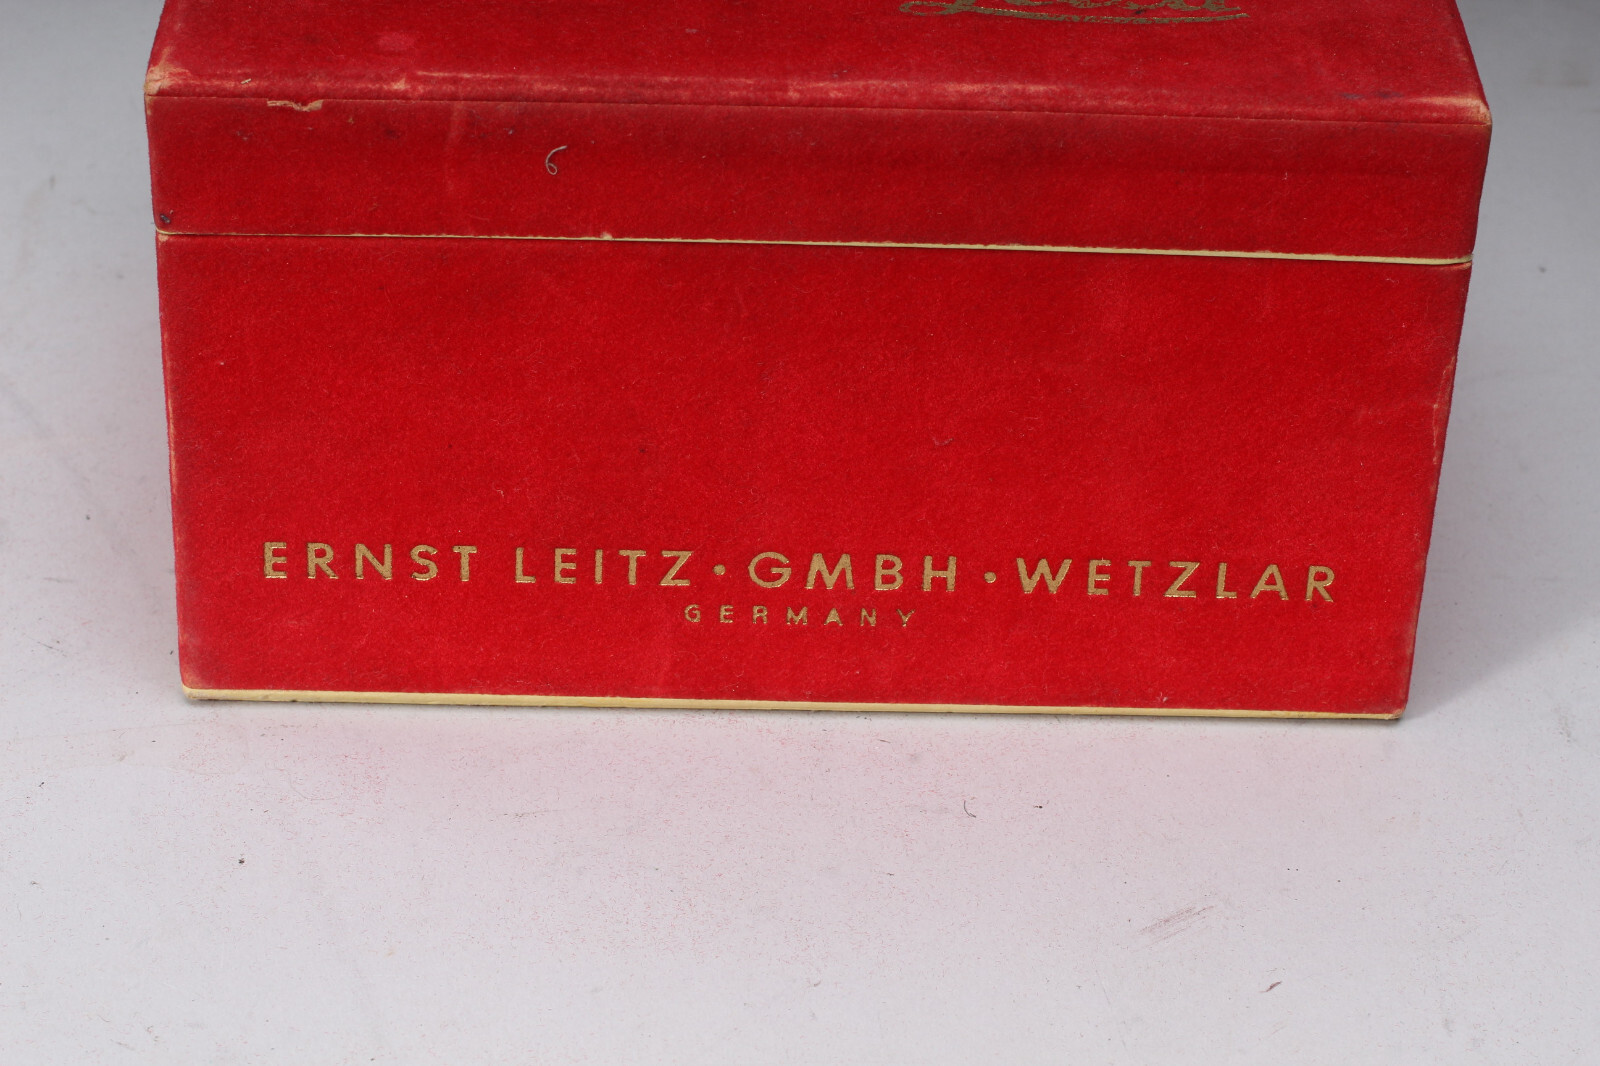 ERNST LEITZ · GMBH · WETZLAR
GERMANY